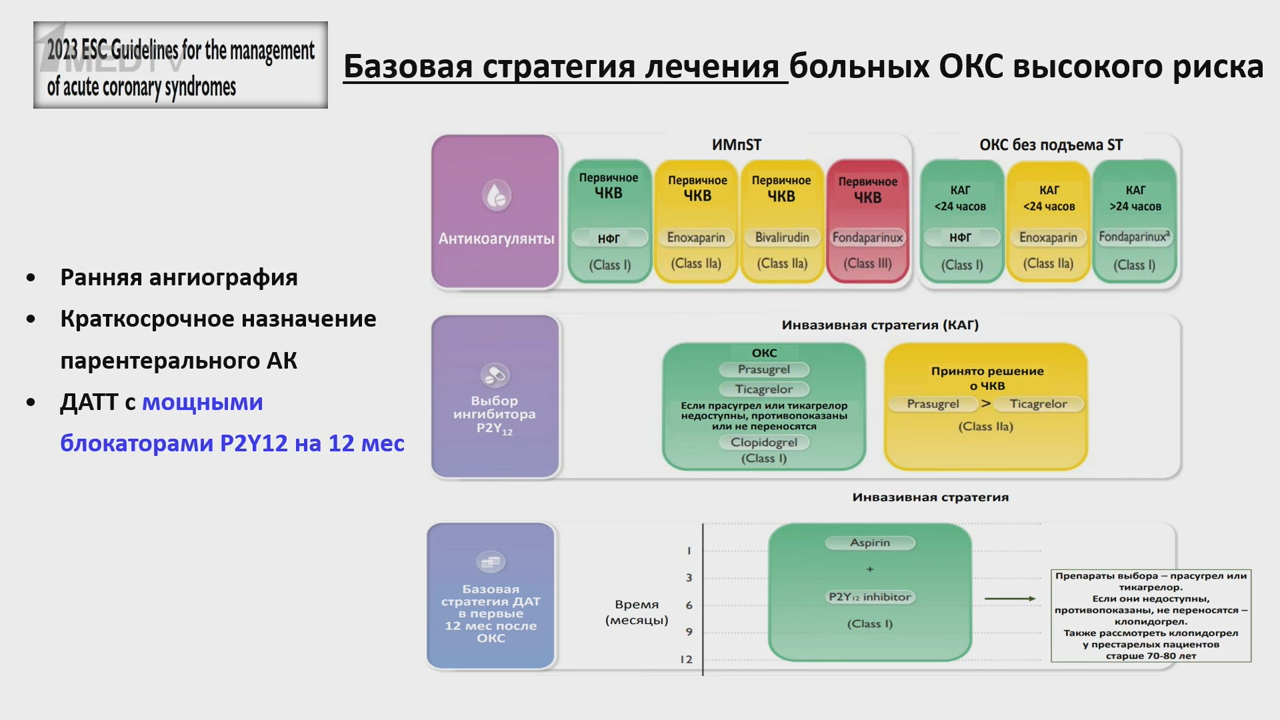 2023 ESC Guidelines for the management
of acute coronary syndromes
MEDTV
Базовая стратегия лечения больных ОКС высокого риска
• Ранняя ангиография
• Краткосрочное назначение
парентерального АК
• ДАТТ с мощными
блокаторами P2Y12 на 12 мес
Антикоагулянты
ИМпST
Первичное
ЧКВ
НФГ
(Class I)
Первичное
ЧКВ
Enoxaparin
(Class IIa)
Первичное
ЧКВ
Bivalirudin
(Class IIa)
Первичное
ЧКВ
Fondaparinux
(Class III)
ОКС без подъема ST
КАГ
<24 часов
НФГ
(Class I)
КАГ
<24 часов
Enoxaparin
(Class IIa)
КАГ
>24 часов
Fondaparinuxª
(Class I)
Выбор
ингибитора
P2Y₁₂
Инвазивная стратегия (КАГ)
ОКС
Prasugrel
Ticagrelor
Если прасугрел или тикагрелор
недоступны, противопоказаны
или не переносятся
Clopidogrel
(Class I)
Принято решение
о ЧКВ
Prasugrel > Ticagrelor
(Class IIa)
Инвазивная стратегия
Базовая
стратегия ДАТ
в первые
12 мес после
ОКС
Время
(месяцы)
1
3
6
9
12
Aspirin
+
P2Y₁₂ inhibitor
(Class I)
Препараты выбора – прасугрел или
тикагрелор.
Если они недоступны,
противопоказаны, не переносятся –
клопидогрел.
Также рассмотреть клопидогрел
у престарелых пациентов
старше 70-80 лет